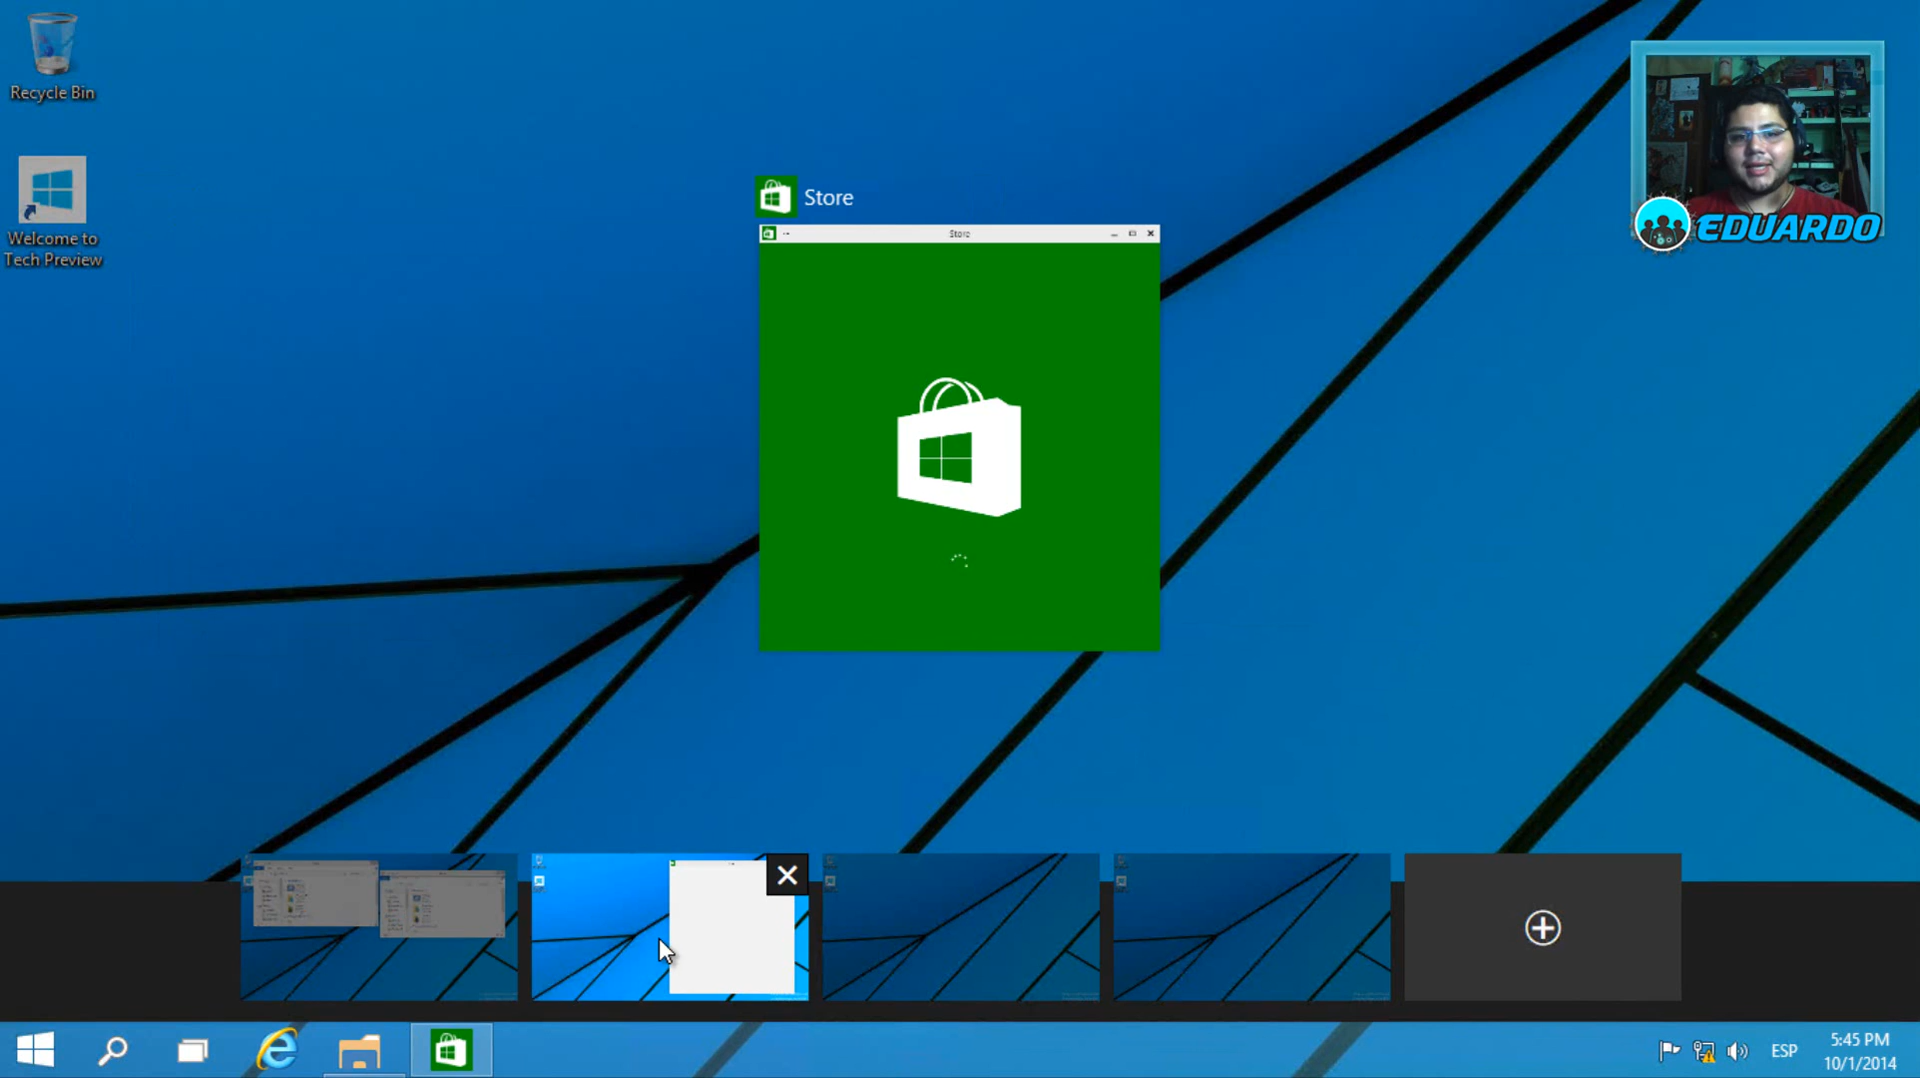 Recycle Bin
Welcome to
Tech Preview
Store
Store
EDUARDO
ESP
5:45 PM
10/1/2014